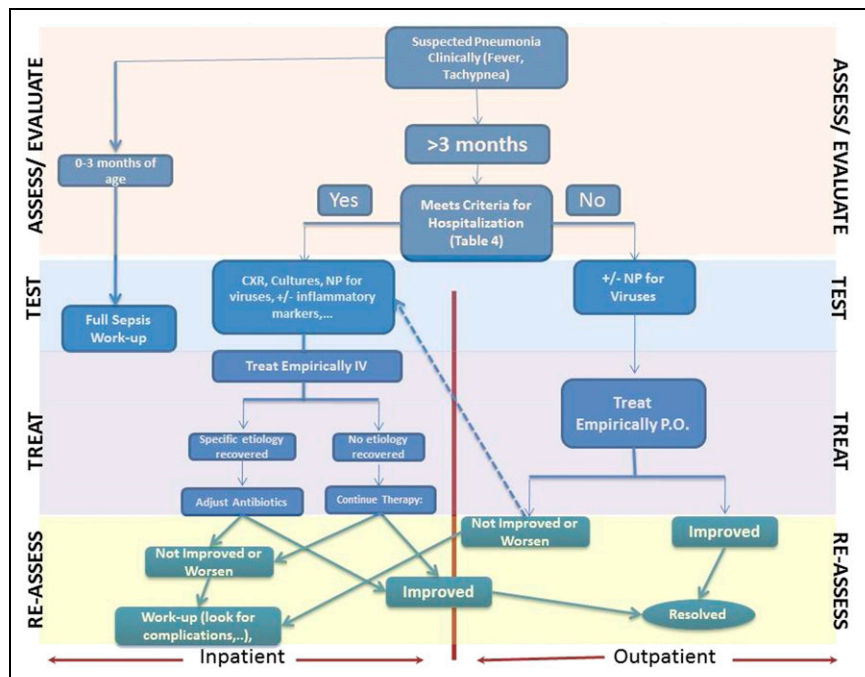 Suspected Pneumonia
Clinically (Fever,
Tachypnea)
ASSESS/ EVALUATE
ASSESS/ EVALUATE
>3 months
0-3 months of
age
Yes
Meets Criteria for
Hospitalization
(Table 4)
No
TEST
CXR, Cultures, NP for
viruses, +/- inflammatory
markers,...
+/- NP for
Viruses
TEST
Full Sepsis
Work-up
Treat Empirically IV
TREAT
Treat
Empirically P.O.
TREAT
Specific etiology
recovered
No etiology
recovered
Adjust Antibiotics
Continue Therapy:
RE-ASSESS
Not Improved or
Worsen
Not Improved or
Worsen
Improved
RE-ASSESS
Improved
Work-up (look for
complications,..),
Resolved
Inpatient
Outpatient